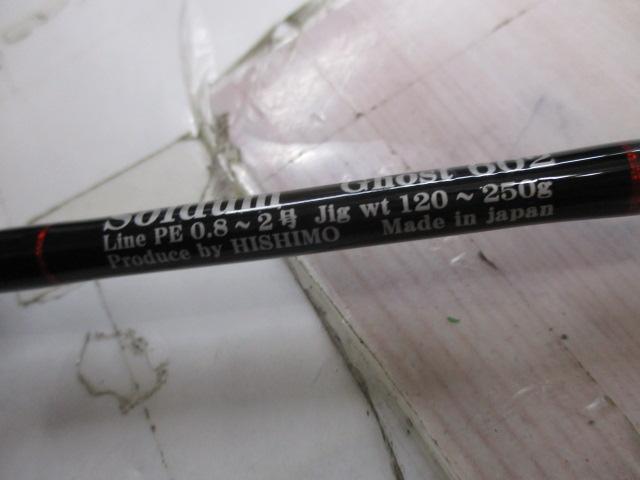 Ghost 602
Line PE 0.8~2号 Jig wt 120~250g
Produce by HISHIMO Made in japan